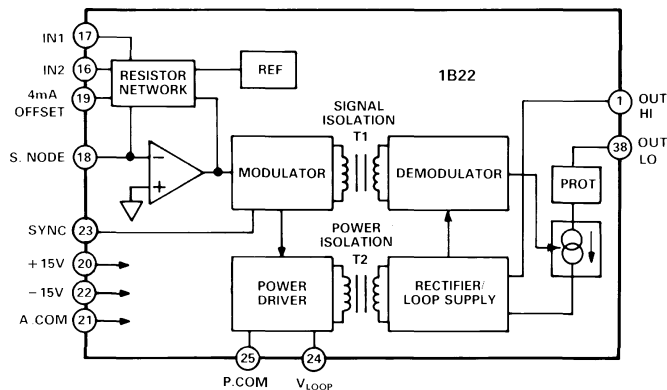 IN1
17
IN2
16
4mA
OFFSET
19
RESISTOR
NETWORK
REF
1B22
1
OUT
HI
38
OUT
LO
S. NODE
18
−
+
SIGNAL
ISOLATION
T1
MODULATOR
DEMODULATOR
PROT
SYNC
23
POWER
ISOLATION
T2
+15V
20
−15V
22
A.COM
21
POWER
DRIVER
RECTIFIER/
LOOP SUPPLY
25
P.COM
24
VLOOP